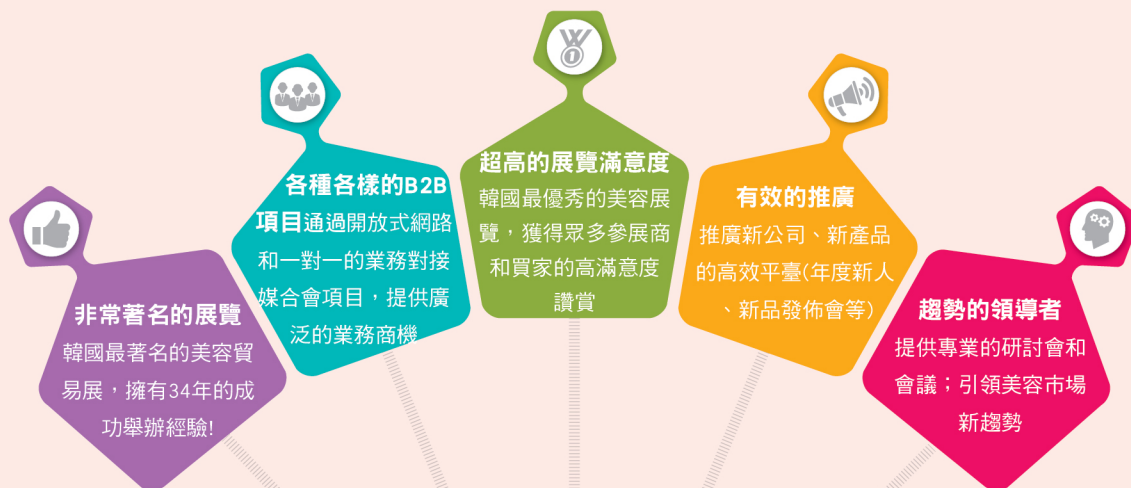 非常著名的展覽
韓國最著名的美容貿
易展，擁有34年的成
功舉辦經驗!
各種各樣的B2B
項目通過開放式網路
和一對一的業務對接
媒合會項目，提供廣
泛的業務商機
1
超高的展覽滿意度
韓國最優秀的美容展
覽，獲得眾多參展商
和買家的高滿意度
讚賞
有效的推廣
推廣新公司、新產品
的高效平臺(年度新人
、新品發佈會等)
趨勢的領導者
提供專業的研討會和
會議；引領美容市場
新趨勢